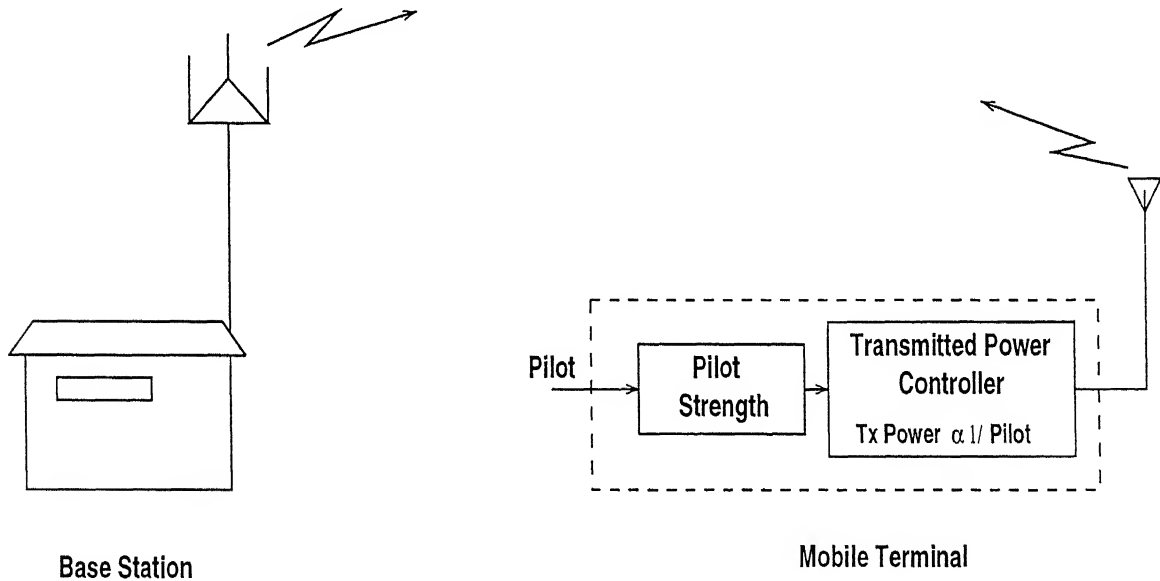 Pilot
Pilot
Strength
Transmitted Power
Controller
Tx Power α 1/ Pilot
Base Station
Mobile Terminal